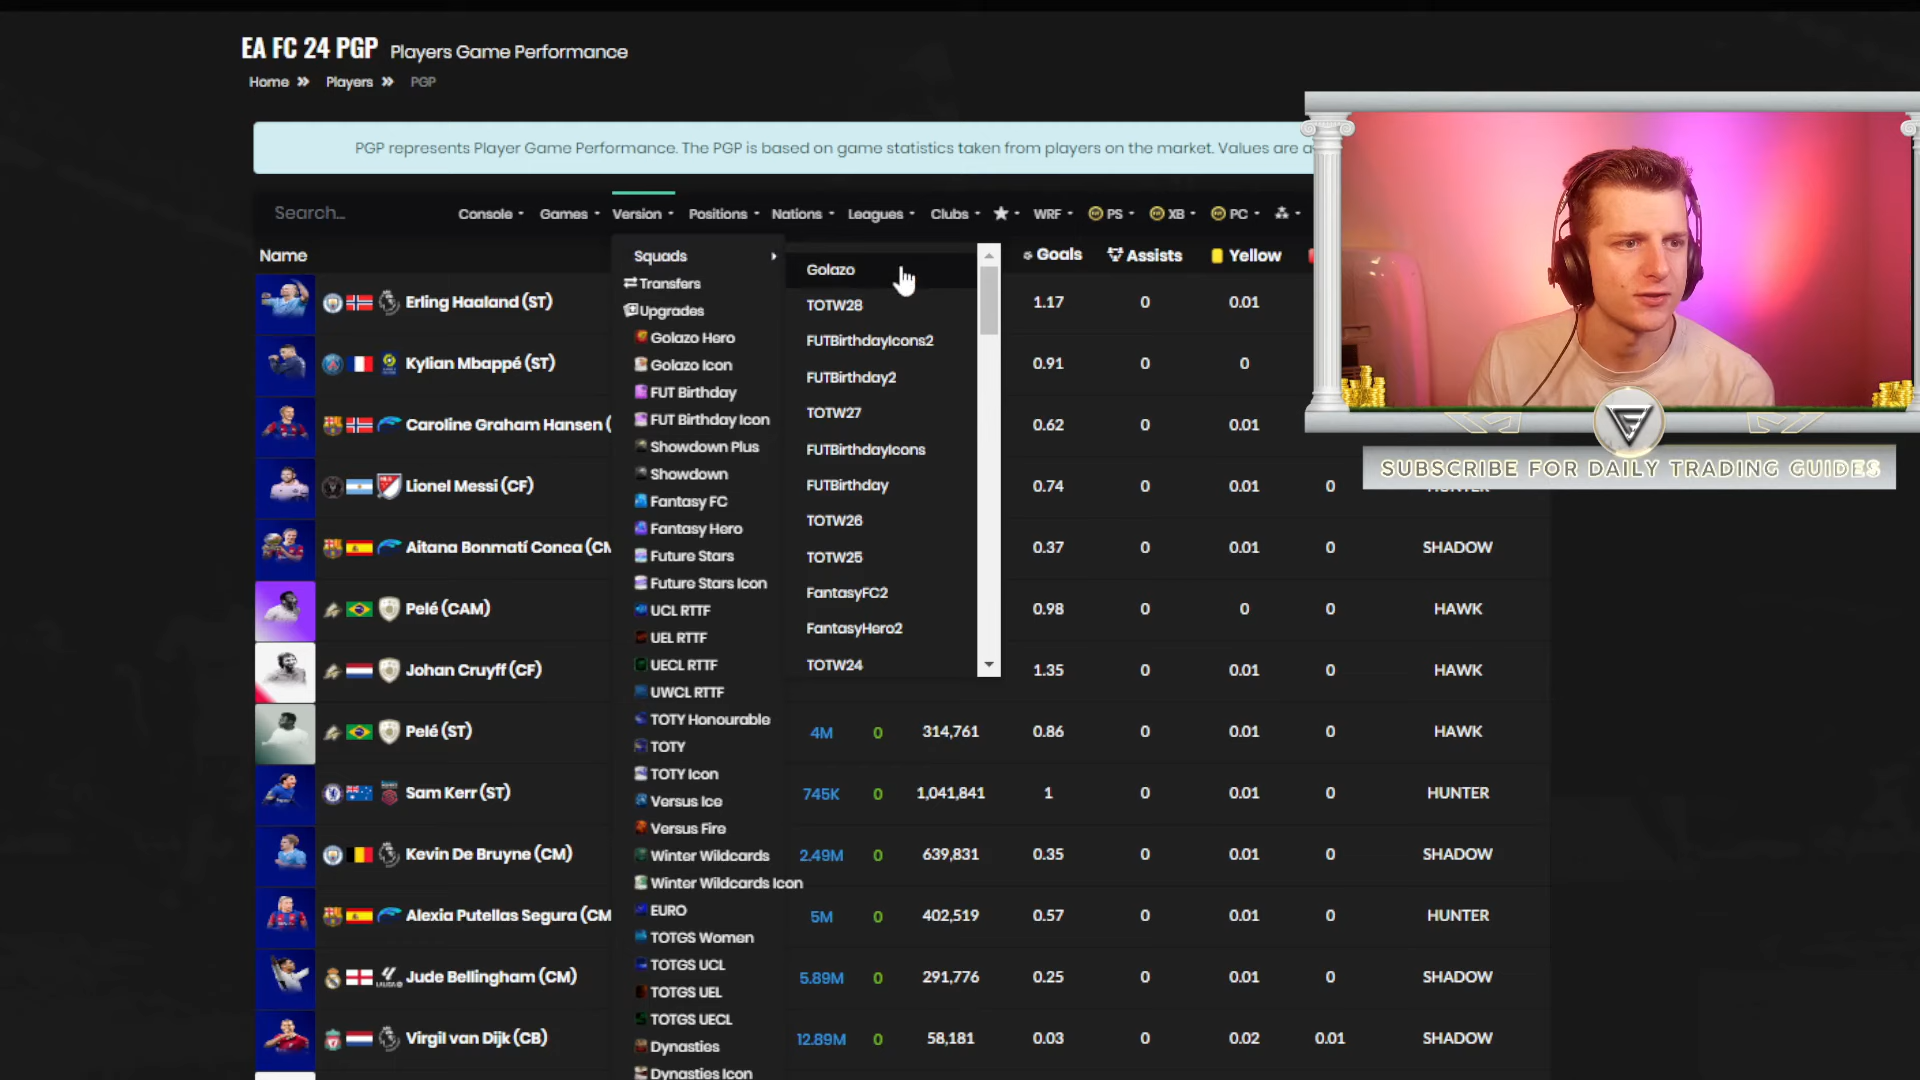 EA FC 24 PGP Players Game Performance
Home » Players » PGP
PGP represents Player Game Performance. The PGP is based on game statistics taken from players on the market. Values are
Search... Console Games Version Positions Nations Leagues Clubs WRF PS XB PC
Name Goals Assists Yellow
Squads
Transfers
Upgrades
Golazo Hero
Golazo Icon
FUT Birthday
FUT Birthday Icon
Showdown Plus
Showdown
Fantasy FC
Fantasy Hero
Future Stars
Future Stars Icon
UCL RTTF
UEL RTTF
UECL RTTF
UWCL RTTF
TOTY Honourable
TOTY
TOTY Icon
Versus Ice
Versus Fire
Winter Wildcards
Winter Wildcards Icon
EURO
TOTGS Women
TOTGS UCL
TOTGS UEL
TOTGS UECL
Dynasties
Dynasties Icon
Golazo
TOTW28
FUTBirthdayIcons2
FUTBirthday2
TOTW27
FUTBirthdayIcons
FUTBirthday
TOTW26
TOTW25
FantasyFC2
FantasyHero2
TOTW24
Erling Haaland (ST) 1.17 0 0.01
Kylian Mbappé (ST) 0.91 0 0
Caroline Graham Hansen ( 0.62 0 0.01
Lionel Messi (CF) 0.74 0 0.01 0 HUNTER
Aitana Bonmatí Conca (CM 0.37 0 0.01 0 SHADOW
Pelé (CAM) 0.98 0 0 0 HAWK
Johan Cruyff (CF) 1.35 0 0.01 0 HAWK
Pelé (ST) 4M 0 314,761 0.86 0 0.01 0 HAWK
Sam Kerr (ST) 745K 0 1,041,841 1 0 0.01 0 HUNTER
Kevin De Bruyne (CM) 2.49M 0 639,831 0.35 0 0.01 0 SHADOW
Alexia Putellas Segura (CM 5M 0 402,519 0.57 0 0.01 0 HUNTER
Jude Bellingham (CM) 5.89M 0 291,776 0.25 0 0.01 0 SHADOW
Virgil van Dijk (CB) 12.89M 0 58,181 0.03 0 0.02 0.01 SHADOW
SUBSCRIBE FOR DAILY TRADING GUIDES